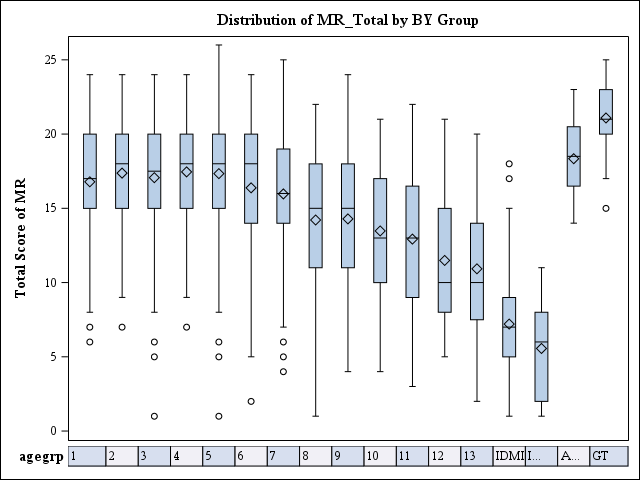 Distribution of MR_Total by BY Group
Total Score of MR
25
20
15
10
5
0
agegrp 1 2 3 4 5 6 7 8 9 10 11 12 13 IDMI I... A... GT